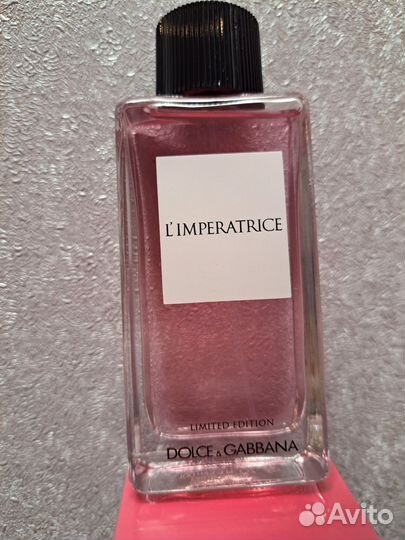 L'IMPERATRICE
LIMITED EDITION
DOLCE & GABBANA
Avito